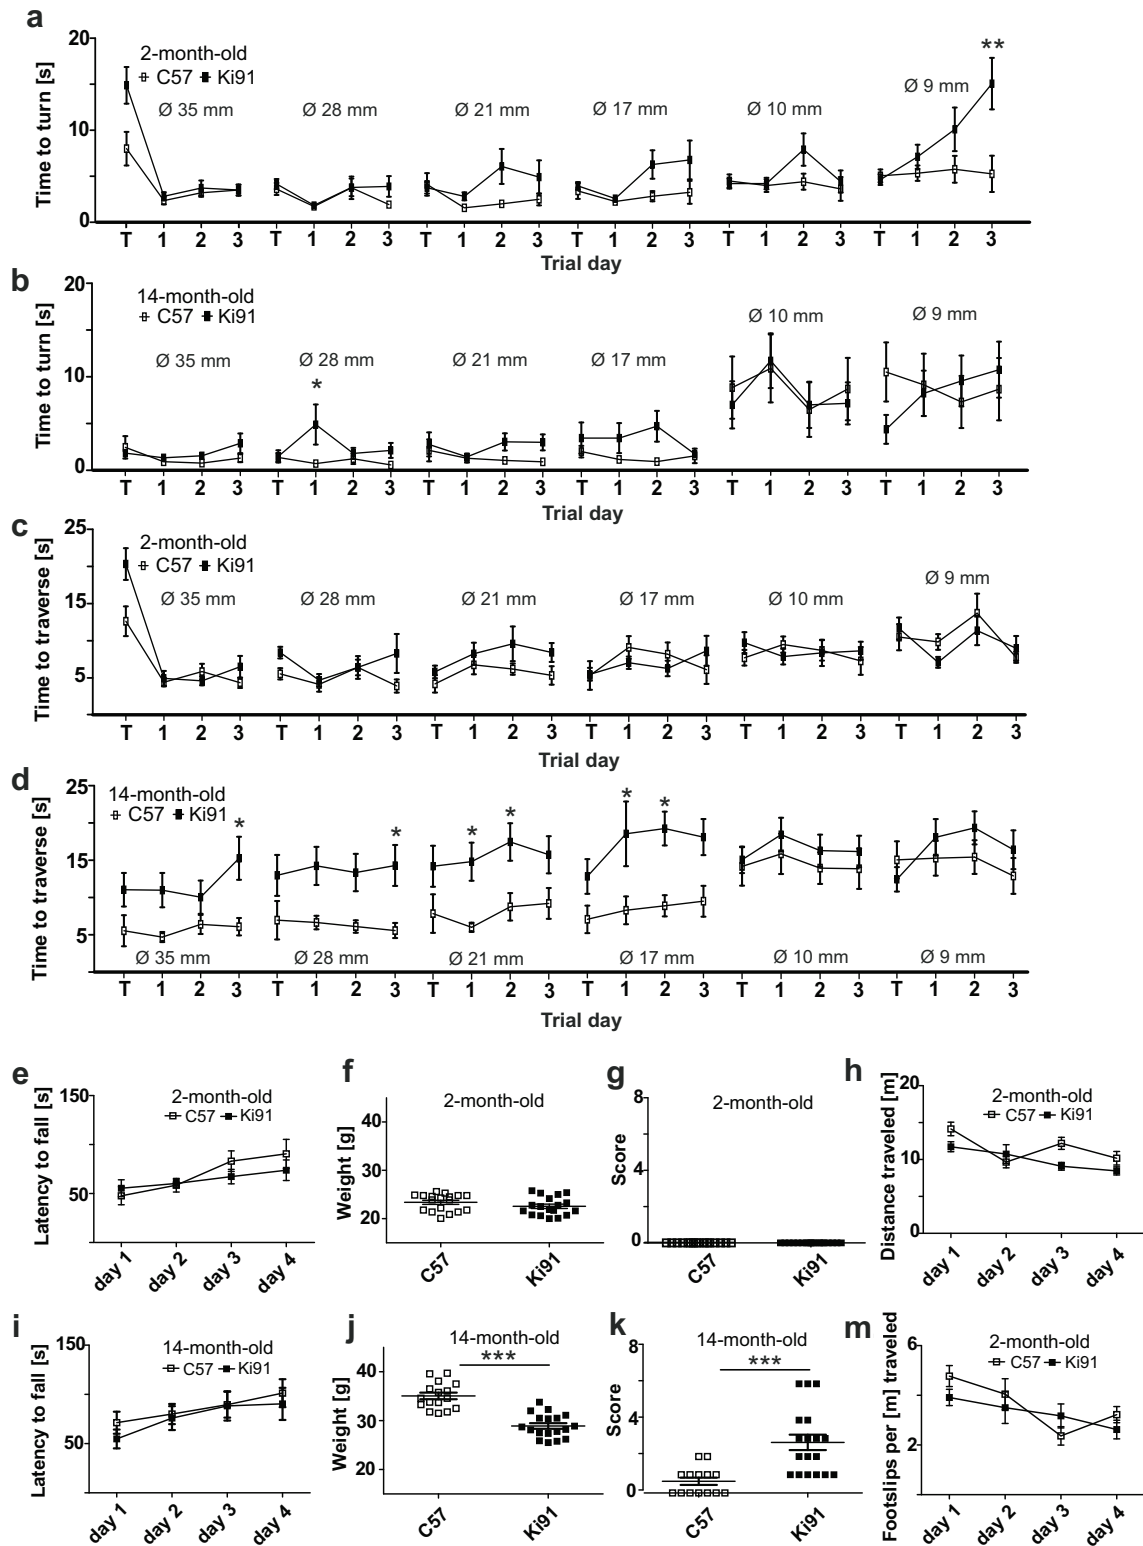 a
Time to turn [s]
20
10
0
2-month-old
C57 Ki91
Ø 35 mm Ø 28 mm Ø 21 mm Ø 17 mm Ø 10 mm Ø 9 mm
**
T 1 2 3 T 1 2 3 T 1 2 3 T 1 2 3 T 1 2 3 T 1 2 3
Trial day
b
Time to turn [s]
20
10
0
14-month-old
C57 Ki91
Ø 35 mm Ø 28 mm Ø 21 mm Ø 17 mm Ø 10 mm Ø 9 mm
*
T 1 2 3 T 1 2 3 T 1 2 3 T 1 2 3 T 1 2 3 T 1 2 3
Trial day
c
Time to traverse [s]
25
15
5
2-month-old
C57 Ki91
Ø 35 mm Ø 28 mm Ø 21 mm Ø 17 mm Ø 10 mm Ø 9 mm
T 1 2 3 T 1 2 3 T 1 2 3 T 1 2 3 T 1 2 3 T 1 2 3
Trial day
d
Time to traverse [s]
25
15
5
14-month-old
C57 Ki91
* * * * * *
Ø 35 mm Ø 28 mm Ø 21 mm Ø 17 mm Ø 10 mm Ø 9 mm
T 1 2 3 T 1 2 3 T 1 2 3 T 1 2 3 T 1 2 3 T 1 2 3
Trial day
e
Latency to fall [s]
150
50
2-month-old
C57 Ki91
day 1 day 2 day 3 day 4
f
Weight [g]
40
30
20
2-month-old
C57 Ki91
g
Score
8
4
0
2-month-old
C57 Ki91
h
Distance traveled [m]
20
10
0
2-month-old
C57 Ki91
day 1 day 2 day 3 day 4
i
Latency to fall [s]
150
50
14-month-old
C57 Ki91
day 1 day 2 day 3 day 4
j
Weight [g]
40
30
20
14-month-old
***
C57 Ki91
k
Score
8
4
0
14-month-old
***
C57 Ki91
m
Footslips per [m] traveled
6
2
2-month-old
C57 Ki91
day 1 day 2 day 3 day 4